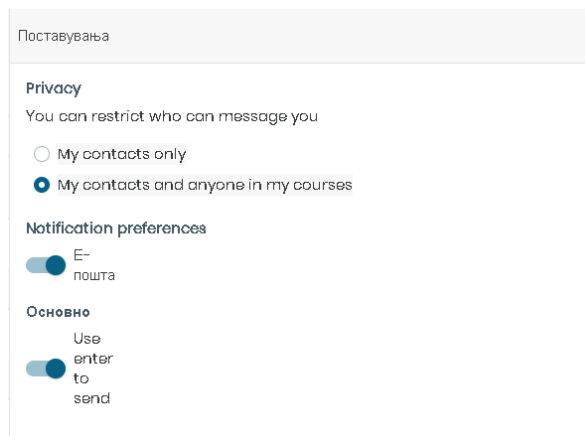 Поставувања
Privacy
You can restrict who can message you
My contacts only
My contacts and anyone in my courses
Notification preferences
Е-
пошта
Основно
Use
enter
to
send